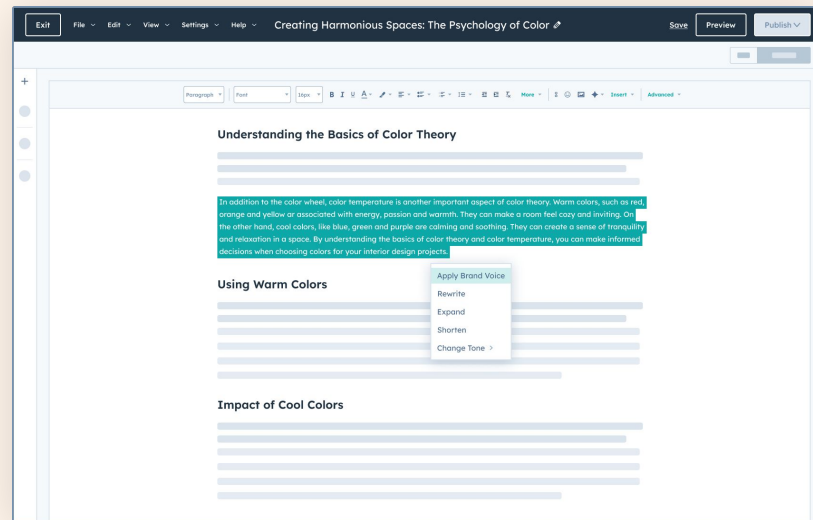 Exit File Edit View Settings Help Creating Harmonious Spaces: The Psychology of Color Save Preview Publish
Paragraph Font 16px B I U A More Insert Advanced
Understanding the Basics of Color Theory
In addition to the color wheel, color temperature is another important aspect of color theory. Warm colors, such as red,
orange and yellow ar associated with energy, passion and warmth. They can make a room feel cozy and inviting. On
the other hand, cool colors, like blue, green and purple are calming and soothing. They can create a sense of tranquility
and relaxation in a space. By understanding the basics of color theory and color temperature, you can make informed
decisions when choosing colors for your interior design projects.
Apply Brand Voice
Using Warm Colors
Rewrite
Expand
Shorten
Change Tone >
Impact of Cool Colors